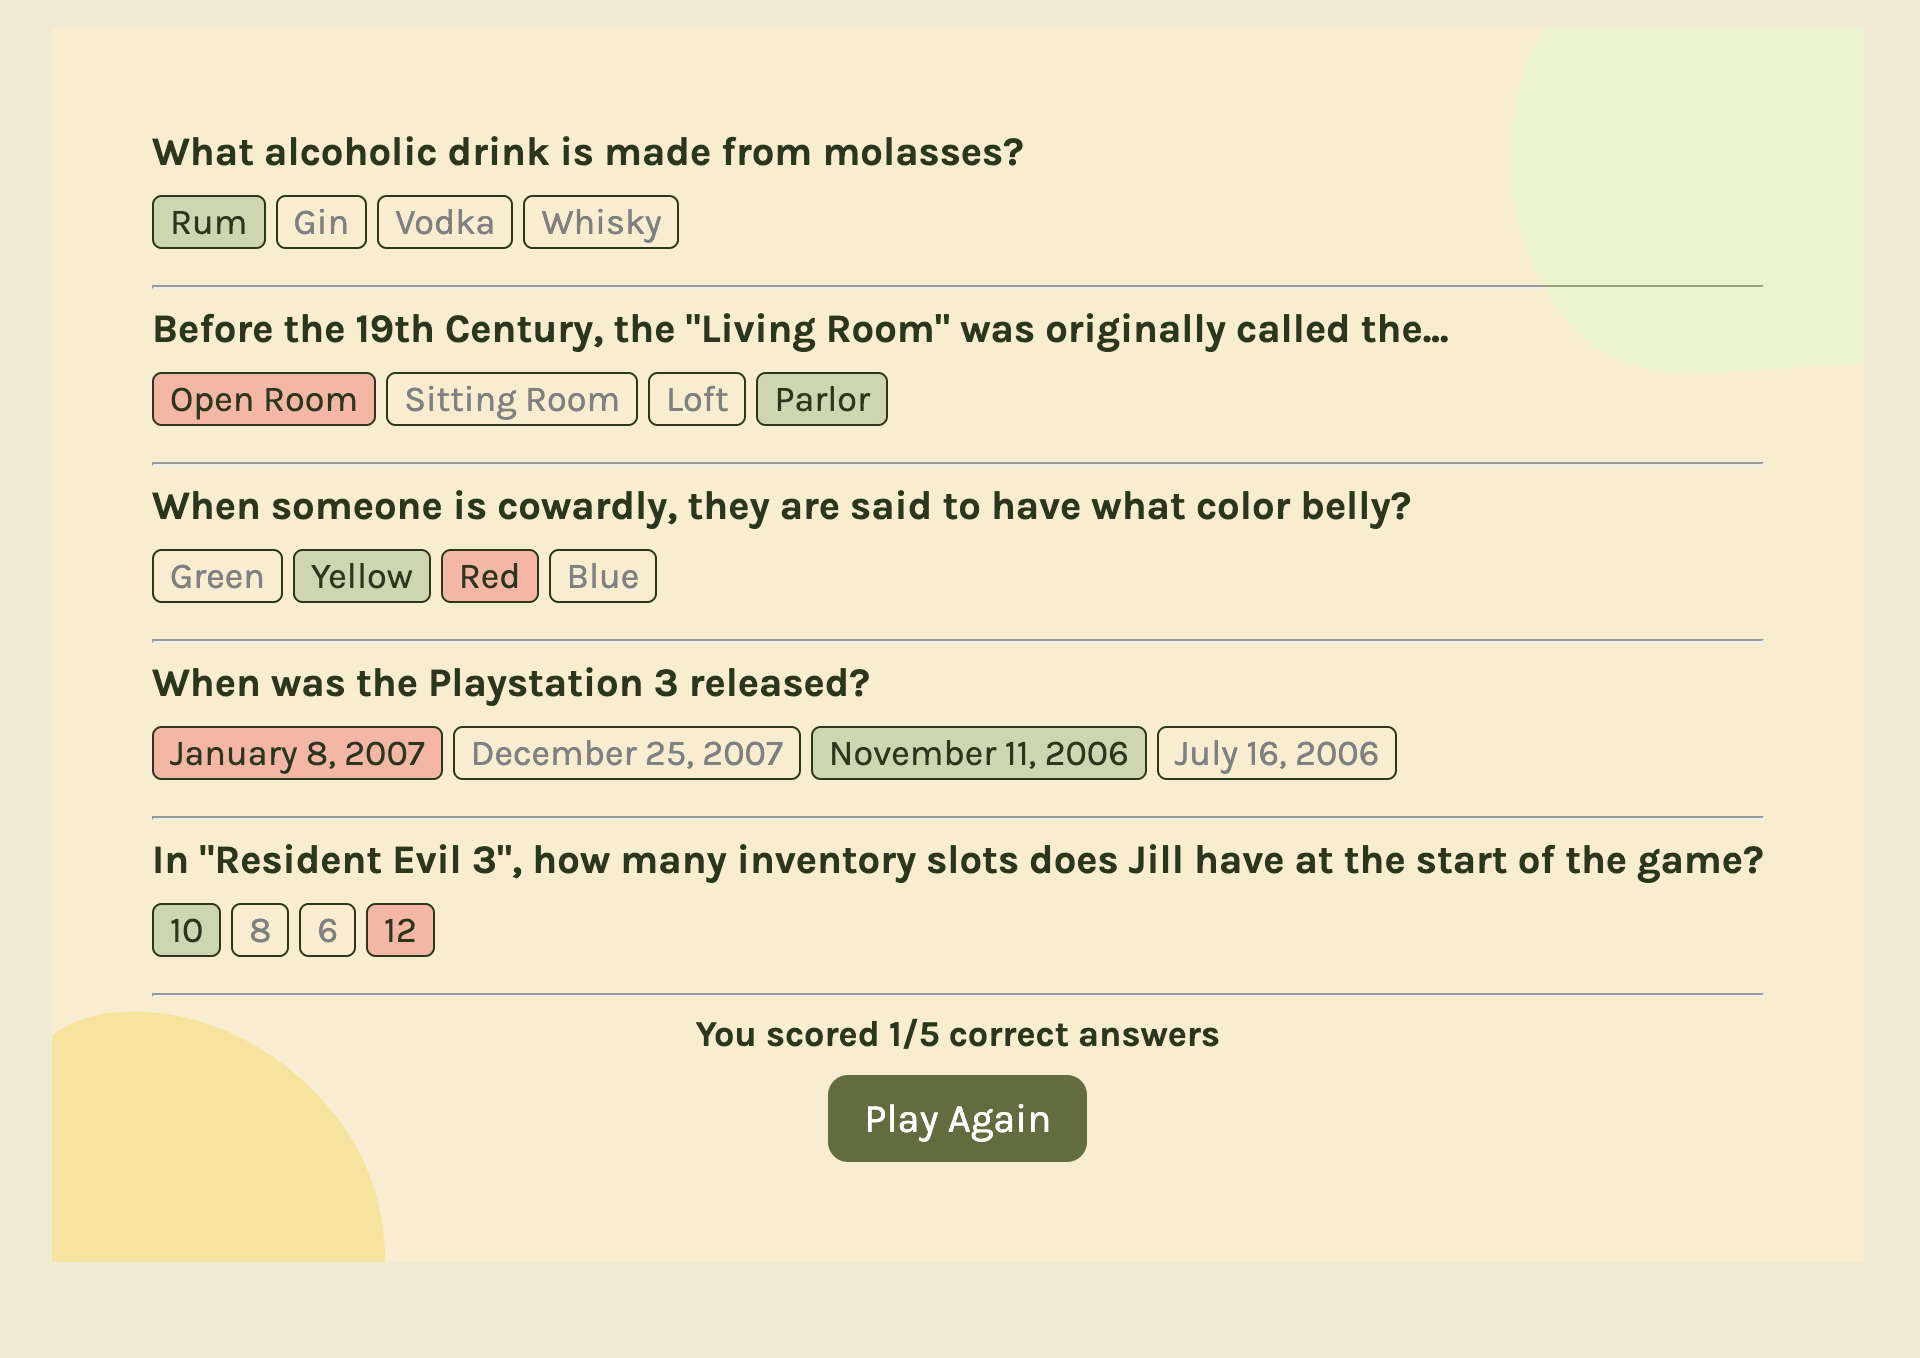 What alcoholic drink is made from molasses?
Rum Gin Vodka Whisky
Before the 19th Century, the "Living Room" was originally called the...
Open Room Sitting Room Loft Parlor
When someone is cowardly, they are said to have what color belly?
Green Yellow Red Blue
When was the Playstation 3 released?
January 8, 2007 December 25, 2007 November 11, 2006 July 16, 2006
In "Resident Evil 3", how many inventory slots does Jill have at the start of the game?
10 8 6 12
You scored 1/5 correct answers
Play Again